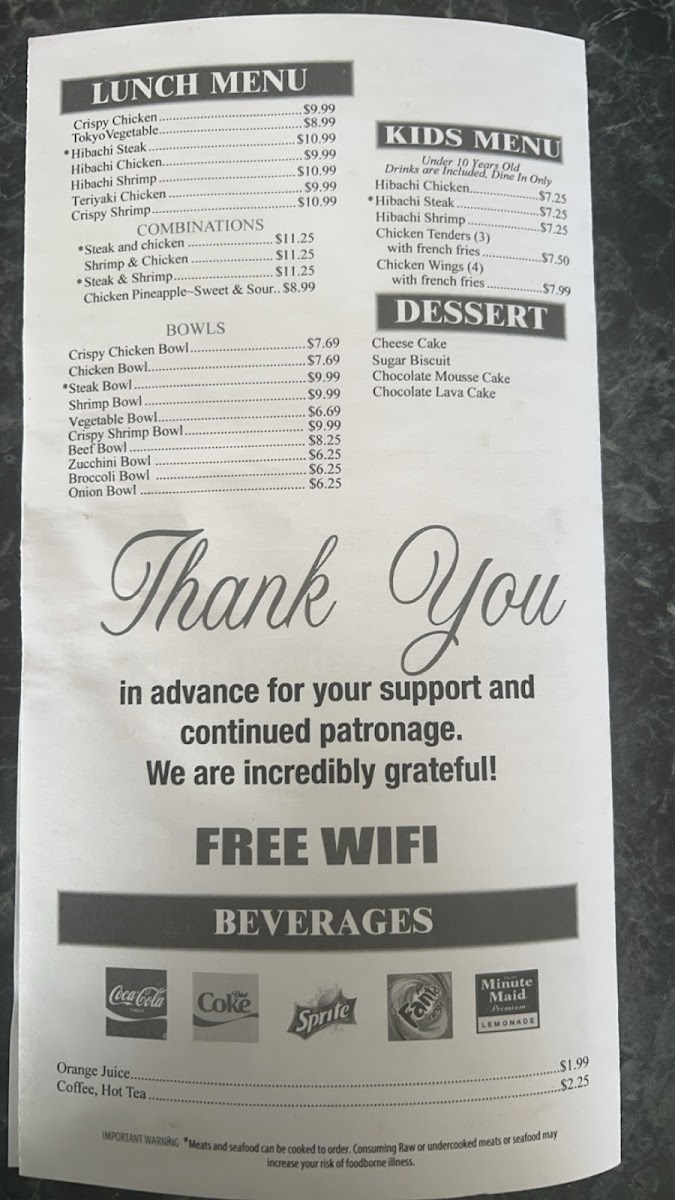 LUNCH MENU
Crispy Chicken..............................$9.99
TokyoVegetable..............................$8.99
*Hibachi Steak..............................$10.99
Hibachi Chicken..............................$9.99
Hibachi Shrimp..............................$10.99
Teriyaki Chicken..............................$9.99
Crispy Shrimp..............................$10.99
COMBINATIONS
*Steak and chicken ..................$11.25
Shrimp & Chicken ..................$11.25
*Steak & Shrimp..................$11.25
Chicken Pineapple~Sweet & Sour..$8.99
BOWLS
Crispy Chicken Bowl..................$7.69
Chicken Bowl..................$7.69
*Steak Bowl..................$9.99
Shrimp Bowl..................$9.99
Vegetable Bowl..................$6.69
Crispy Shrimp Bowl..................$9.99
Beef Bowl..................$8.25
Zucchini Bowl ..................$6.25
Broccoli Bowl ..................$6.25
Onion Bowl ..................$6.25
KIDS MENU
Under 10 Years Old
Drinks are Included, Dine In Only
Hibachi Chicken..................$7.25
*Hibachi Steak..................$7.25
Hibachi Shrimp..................$7.25
Chicken Tenders (3)
with french fries..................$7.50
Chicken Wings (4)
with french fries..................$7.99
DESSERT
Cheese Cake
Sugar Biscuit
Chocolate Mousse Cake
Chocolate Lava Cake
Thank You
in advance for your support and
continued patronage.
We are incredibly grateful!
FREE WIFI
BEVERAGES
Coca-Cola
Diet
Coke
Sprite
Fanta
Minute
Maid
Premium
LEMONADE
Orange Juice..............................$1.99
Coffee, Hot Tea..............................$2.25
IMPORTANT WARNING *Meats and seafood can be cooked to order. Consuming Raw or undercooked meats or seafood may
increase your risk of foodborne illness.